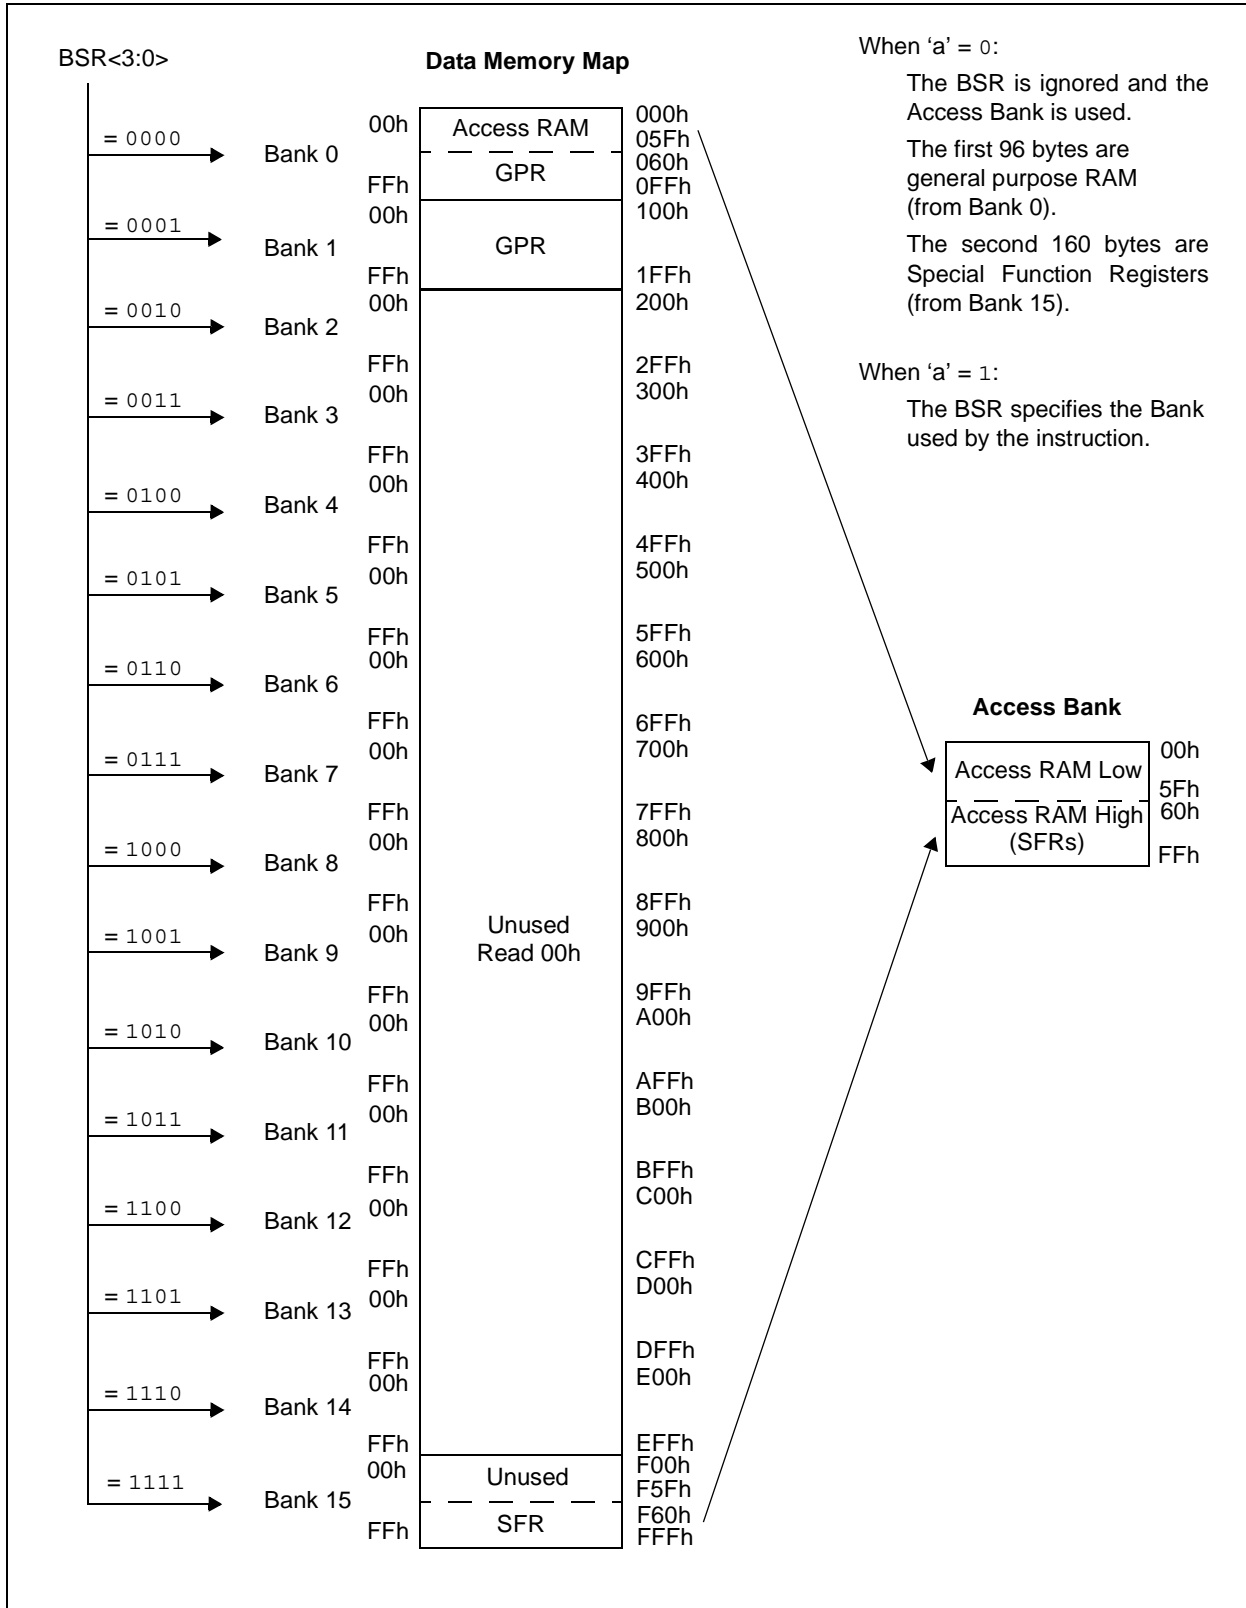 BSR<3:0>
Data Memory Map
When ‘a’ = 0:
The BSR is ignored and the
Access Bank is used.
The first 96 bytes are
general purpose RAM
(from Bank 0).
The second 160 bytes are
Special Function Registers
(from Bank 15).
When ‘a’ = 1:
The BSR specifies the Bank
used by the instruction.
= 0000
Bank 0
00h
Access RAM
000h
05Fh
060h
GPR
FFh
0FFh
= 0001
Bank 1
00h
100h
GPR
FFh
1FFh
= 0010
Bank 2
00h
200h
FFh
2FFh
= 0011
Bank 3
00h
300h
FFh
3FFh
= 0100
Bank 4
00h
400h
FFh
4FFh
= 0101
Bank 5
00h
500h
FFh
5FFh
= 0110
Bank 6
00h
600h
FFh
6FFh
= 0111
Bank 7
00h
700h
FFh
7FFh
= 1000
Bank 8
00h
800h
FFh
8FFh
= 1001
Bank 9
00h
900h
Unused
Read 00h
FFh
9FFh
= 1010
Bank 10
00h
A00h
FFh
AFFh
= 1011
Bank 11
00h
B00h
FFh
BFFh
= 1100
Bank 12
00h
C00h
FFh
CFFh
= 1101
Bank 13
00h
D00h
FFh
DFFh
= 1110
Bank 14
00h
E00h
FFh
EFFh
= 1111
Bank 15
00h
Unused
F00h
F5Fh
F60h
SFR
FFh
FFFh
Access Bank
Access RAM Low
00h
5Fh
Access RAM High
(SFRs)
60h
FFh